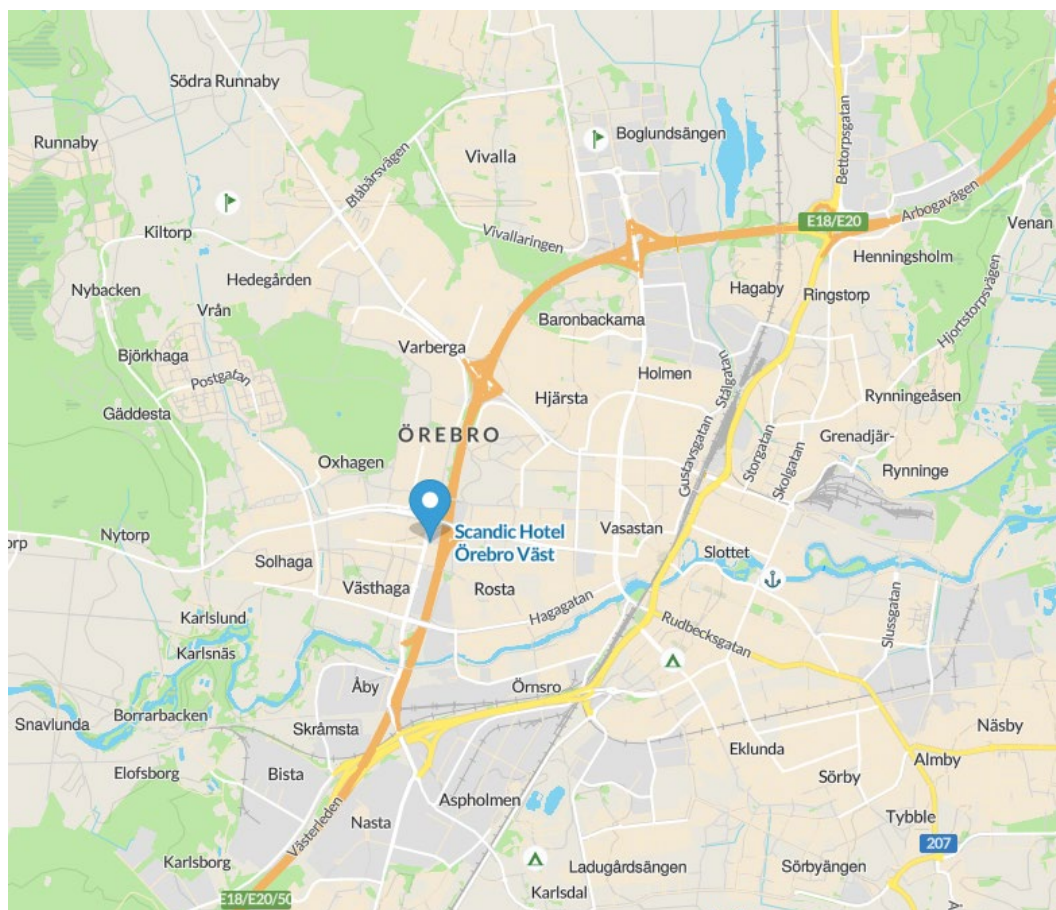 Södra Runnaby
Runnaby
Boglundsängen
Vivalla
Blåbärsvägen
Bettorpsgatan
Arbogavägen
E18/E20
Venan
Kiltorp
Vivallaringen
Henningsholm
Hedegården
Nybacken
Hagaby
Ringstorp
Hjortstorpsvägen
Vrån
Baronbackarna
Björkhaga
Varberga
Stålgatan
Postgatan
Holmen
Hjärsta
Rynningeåsen
Gäddesta
ÖREBRO
Gustavsgatan
Storgatan
Skolgatan
Grenadjär-
Oxhagen
Rynninge
Scandic Hotel
Örebro Väst
Vasastan
Nytorp
orp
Slottet
Solhaga
Västhaga
Rosta
Hagagatan
Slussgatan
Karlslund
Rudbecksgatan
Karlsnäs
Åby
Örnsro
Snavlunda
Borrarbacken
Skråmsta
Näsby
Eklunda
Almby
Elofsborg
Bista
Sörby
Aspholmen
Västerleden
Nasta
Tybble
207
Karlsborg
Ladugårdsängen
Sörbyängen
Karlsdal
E18/E20/50